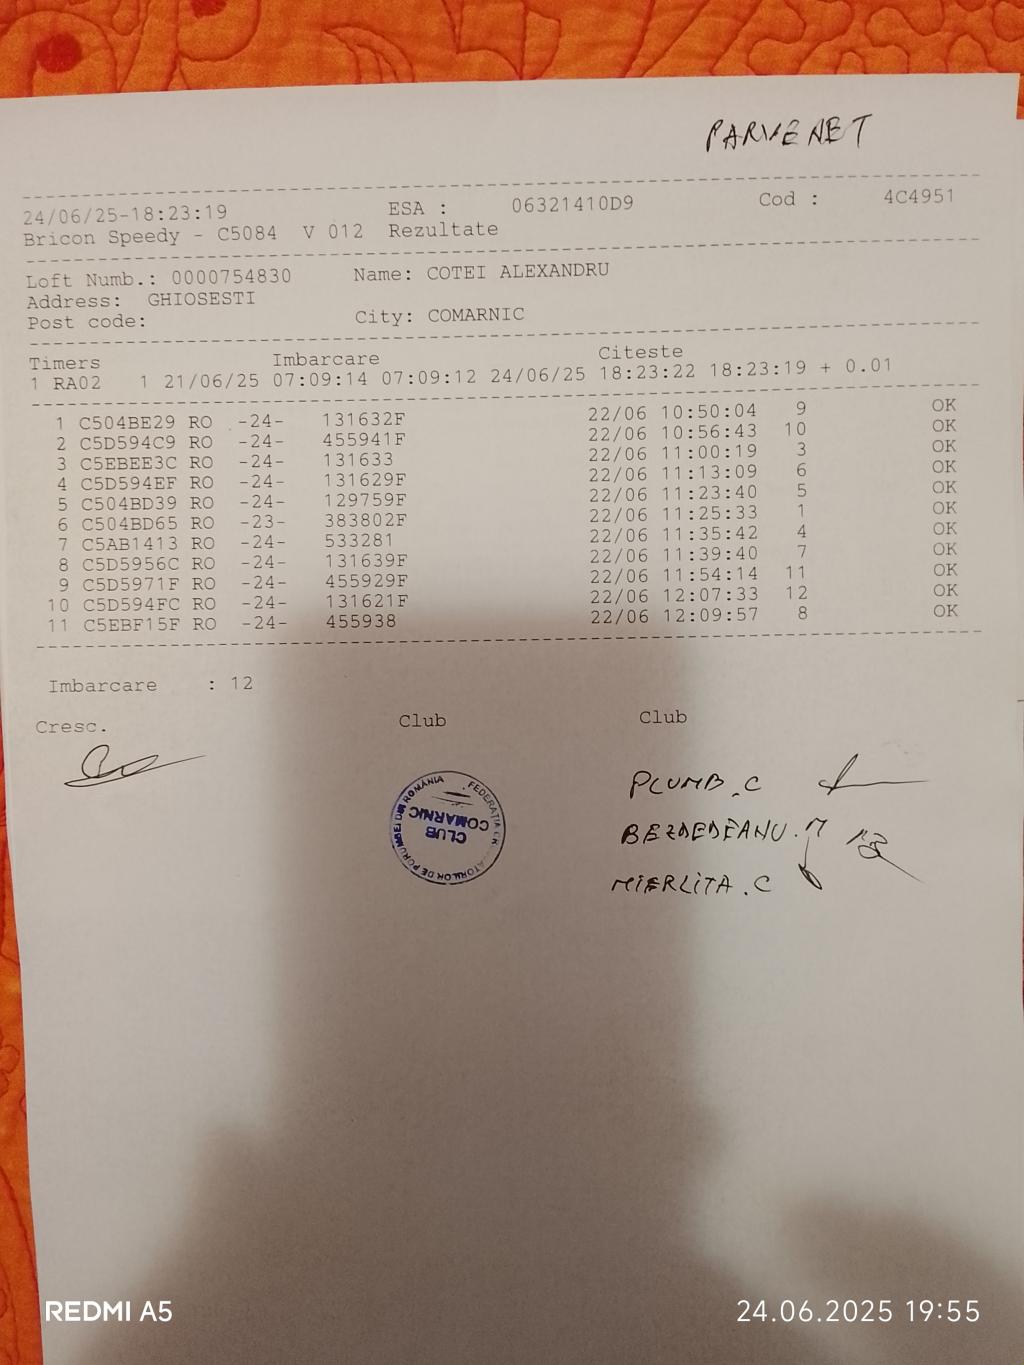 PARVENET
24/06/25-18:23:19 ESA : 06321410D9 Cod : 4C4951
Bricon Speedy - C5084 V 012 Rezultate
Loft Numb.: 0000754830 Name: COTEI ALEXANDRU
Address: GHIOSESTI
Post code: City: COMARNIC
Timers Imbarcare Citeste
1 RA02 1 21/06/25 07:09:14 07:09:12 24/06/25 18:23:22 18:23:19 + 0.01
1 C504BE29 RO -24- 131632F 22/06 10:50:04 9 OK
2 C5D594C9 RO -24- 455941F 22/06 10:56:43 10 OK
3 C5EBEE3C RO -24- 131633 22/06 11:00:19 3 OK
4 C5D594EF RO -24- 131629F 22/06 11:13:09 6 OK
5 C504BD39 RO -24- 129759F 22/06 11:23:40 5 OK
6 C504BD65 RO -23- 383802F 22/06 11:25:33 1 OK
7 C5AB1413 RO -24- 533281 22/06 11:35:42 4 OK
8 C5D5956C RO -24- 131639F 22/06 11:39:40 7 OK
9 C5D5971F RO -24- 455929F 22/06 11:54:14 11 OK
10 C5D594FC RO -24- 131621F 22/06 12:07:33 12 OK
11 C5EBF15F RO -24- 455938 22/06 12:09:57 8 OK
Imbarcare : 12
Cresc. Club Club
PLUMB.C
BEZDEDEANU.M
MIERLITA.C
FEDERAȚIA CRESCĂTORILOR DE PORUMBEI DIN ROMÂNIA
CLUB
COMARNIC
REDMI A5 24.06.2025 19:55